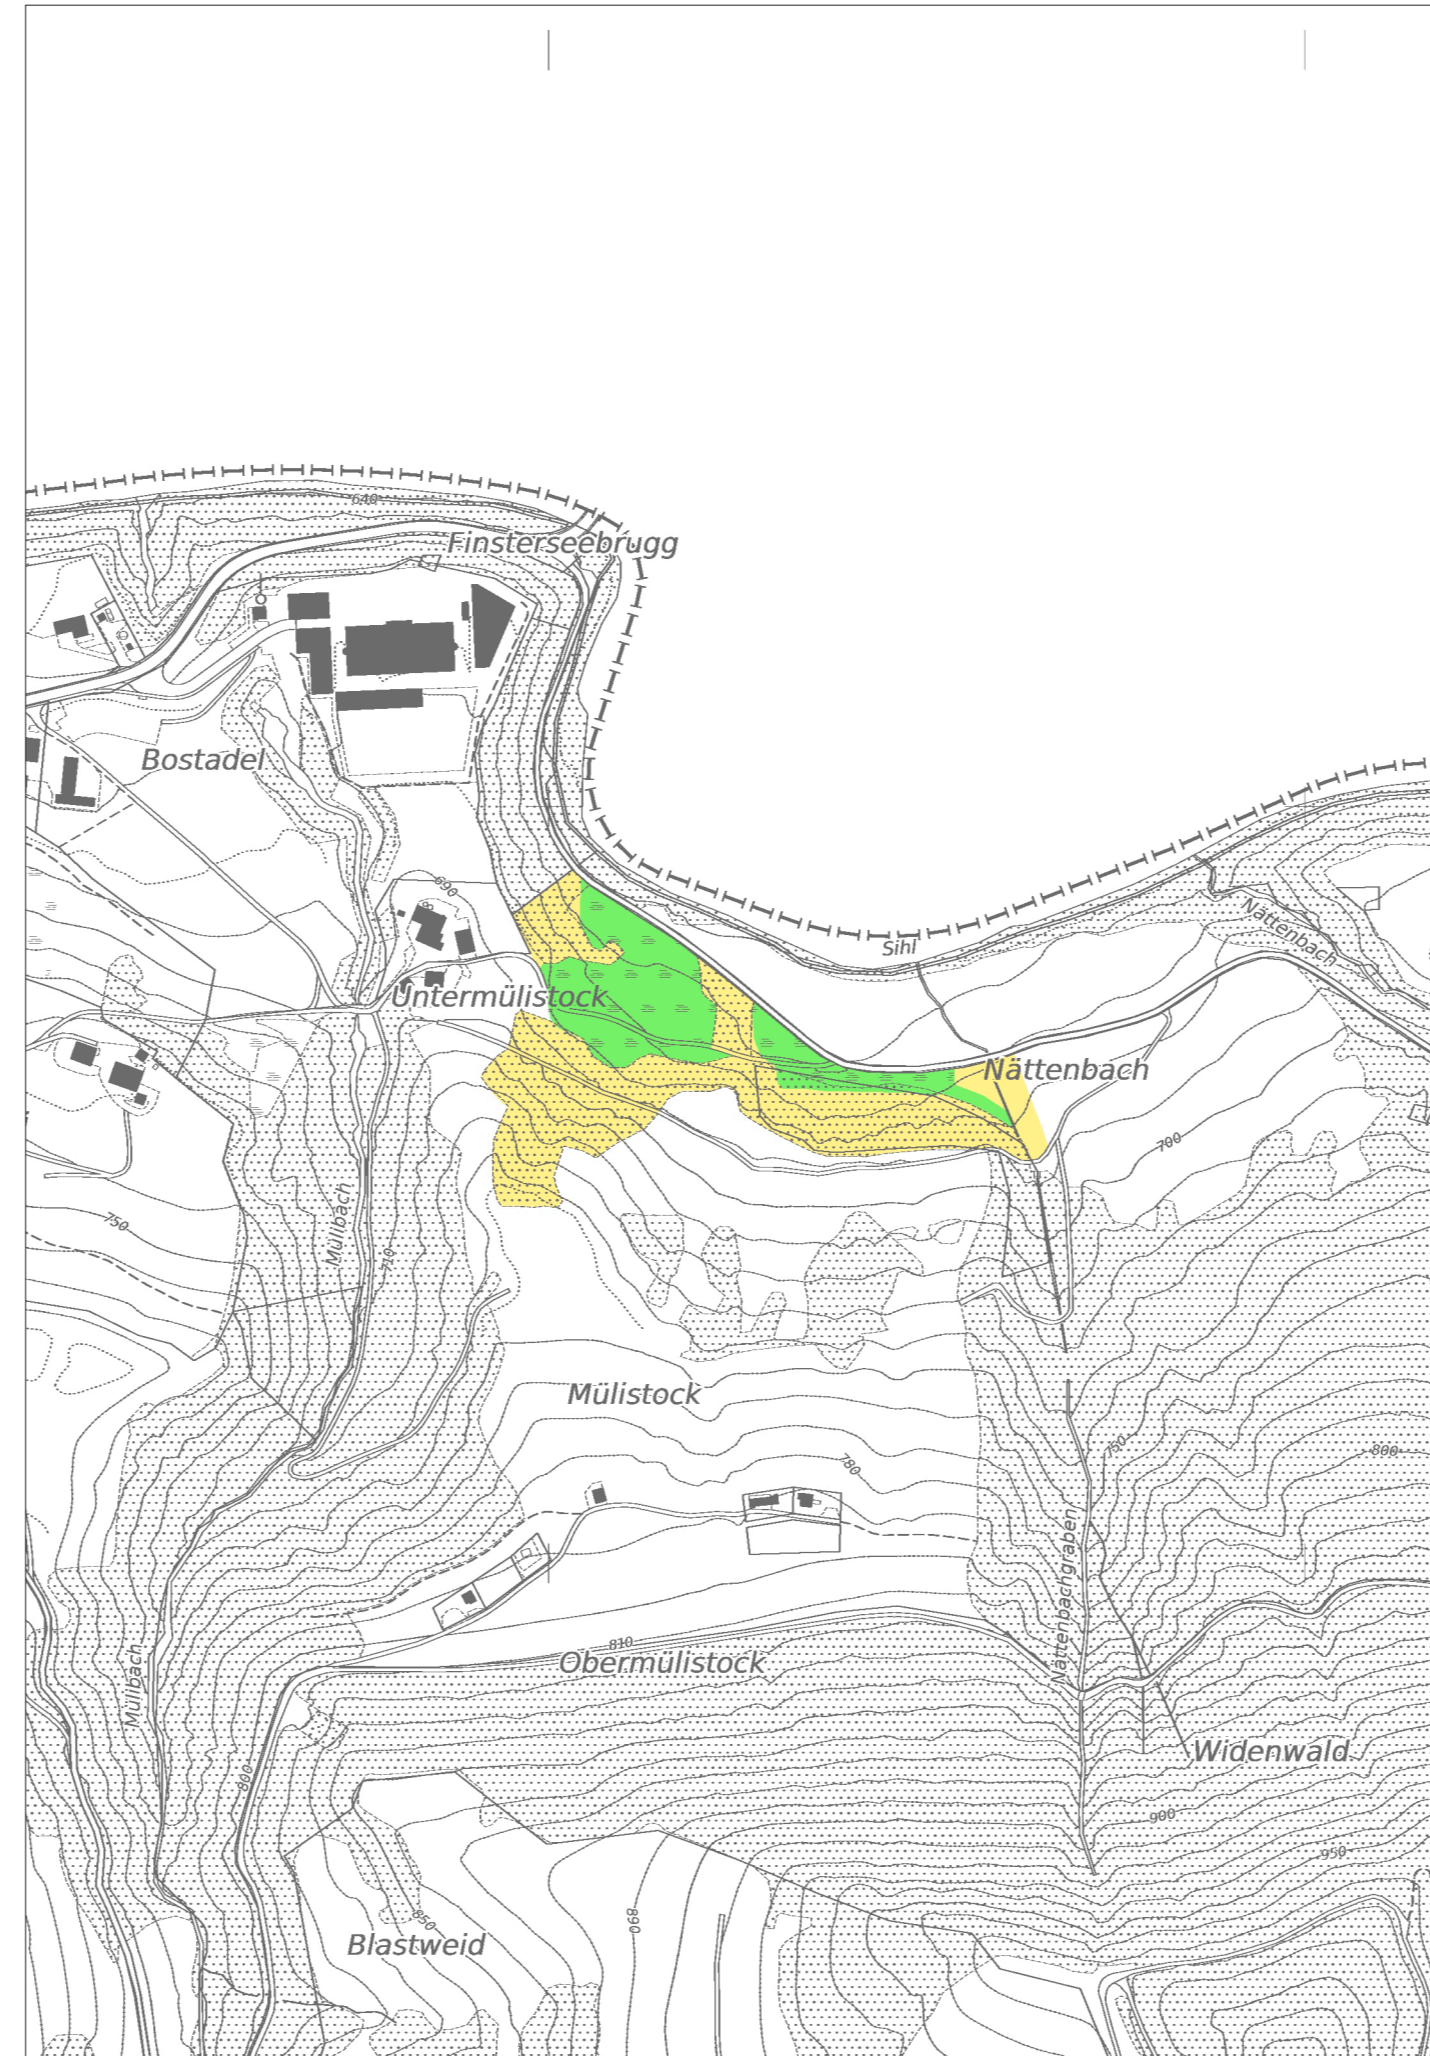 640
Finsterseebrugg
Bostadel
690
Sihl
Nättenbach
Untermülistock
Nättenbach
700
750
Müllbach
710
Mülistock
750
780
800
Nättenbachgraben
810
Obermülistock
Müllbach
Widenwald
800
900
950
850
890
Blastweid